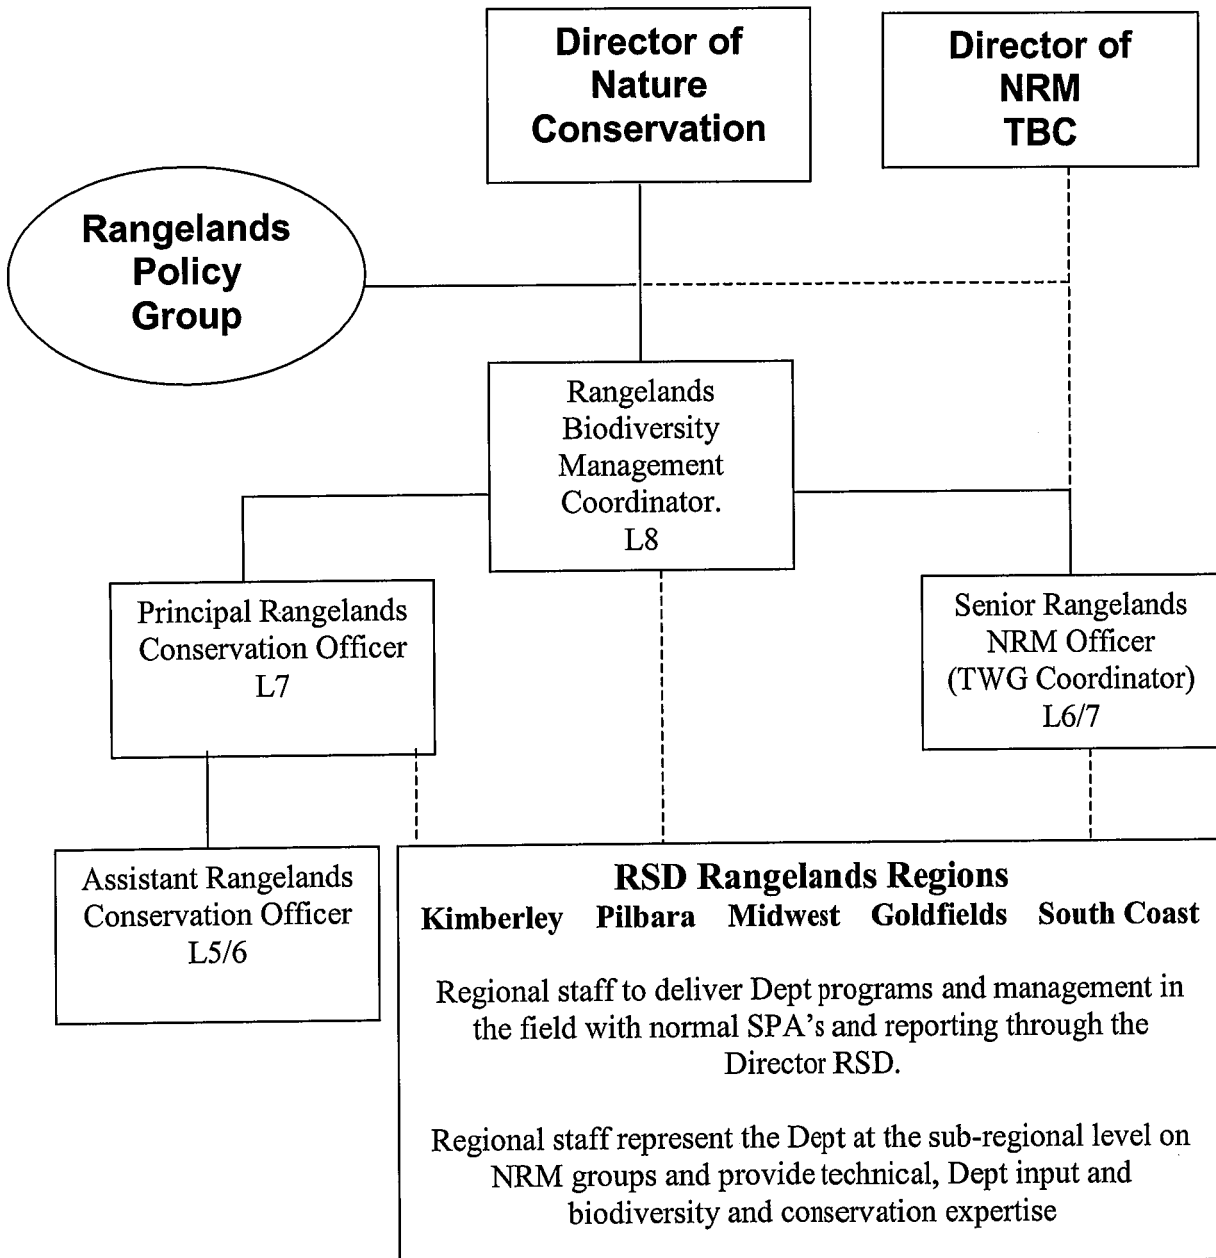 Director of
Nature
Conservation
Director of
NRM
TBC
Rangelands
Policy
Group
Rangelands
Biodiversity
Management
Coordinator.
L8
Principal Rangelands
Conservation Officer
L7
Senior Rangelands
NRM Officer
(TWG Coordinator)
L6/7
Assistant Rangelands
Conservation Officer
L5/6
RSD Rangelands Regions
Kimberley Pilbara Midwest Goldfields South Coast
Regional staff to deliver Dept programs and management in
the field with normal SPA's and reporting through the
Director RSD.
Regional staff represent the Dept at the sub-regional level on
NRM groups and provide technical, Dept input and
biodiversity and conservation expertise